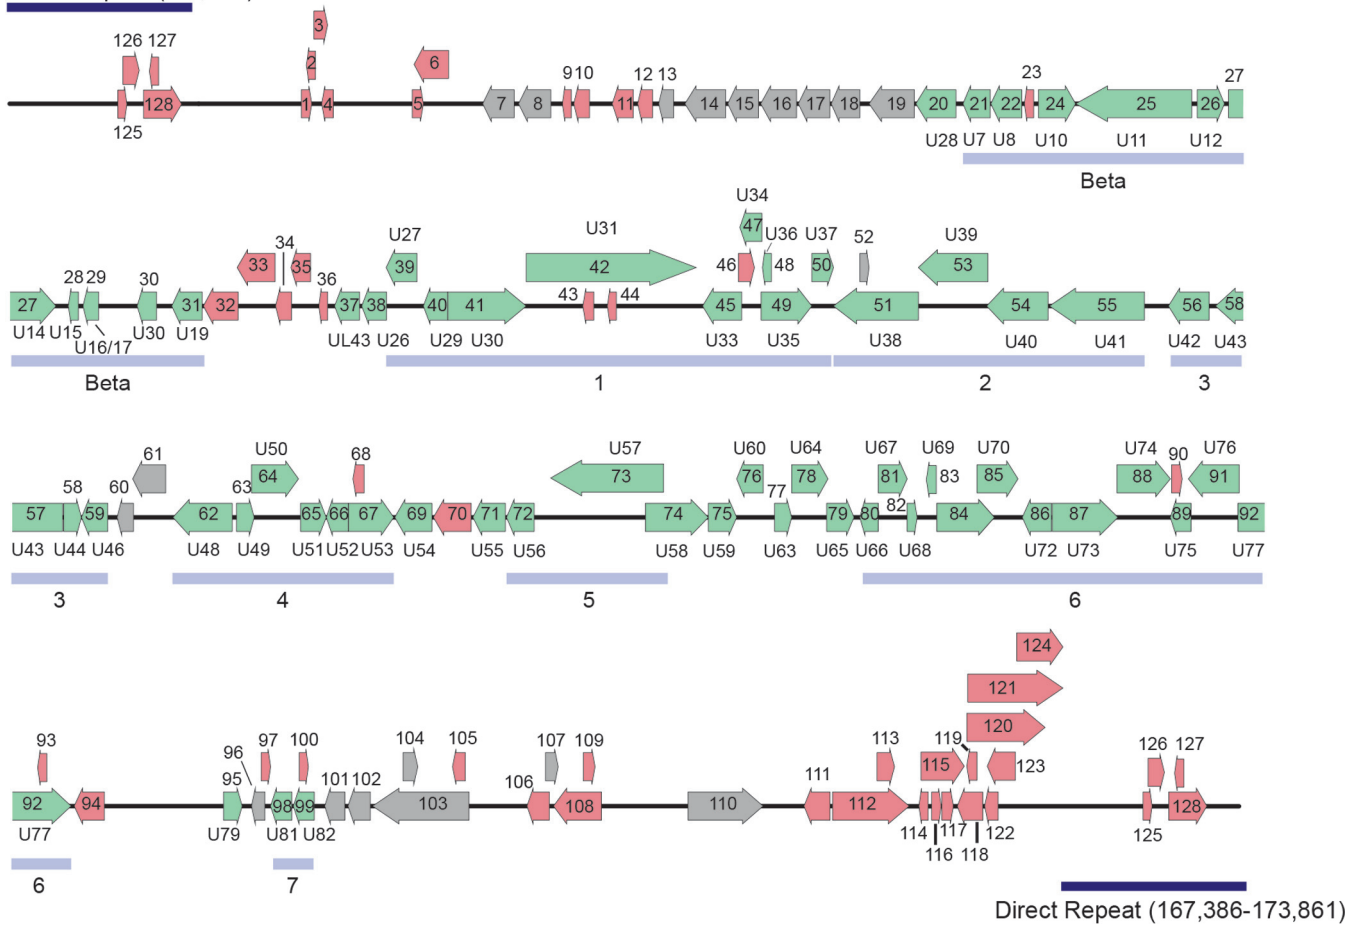 3
126 127
2 6
128 1 4 5 7 8 9 10 11 12 13 14 15 16 17 18 19 20 21 22 23 24 25 26 27
125
U28 U7 U8 U10 U11 U12
Beta
U34
U27 U31 47 U36 U37 52 U39
28 29 30 33 34 35 36 39 42 46 48 50 53
27 31 32 37 38 40 41 43 44 45 49 51 54 55 56 58
U14 U15 U16/17 U30 U19 UL43 U26 U29 U30 U33 U35 U38 U40 U41 U42 U43
Beta 1 2 3
U50 U57 U60 U64 U67 U69 U70 U74 90 U76
58 60 61 63 64 68 73 76 77 78 81 82 83 85 88 91
57 59 62 65 66 67 69 70 71 72 74 75 79 80 84 86 87 89 92
U43 U44 U46 U48 U49 U51 U52 U53 U54 U55 U56 U58 U59 U63 U65 U66 U68 U72 U73 U75 U77
3 4 5 6
124
121
120
93 96 97 100 104 105 107 109 113 119
95 106 111 115 123 126 127
92 94 98 99 101 102 103 108 110 112 128
U77 U79 U81 U82 114 117 122 125
116 118
6 7
Direct Repeat (167,386-173,861)